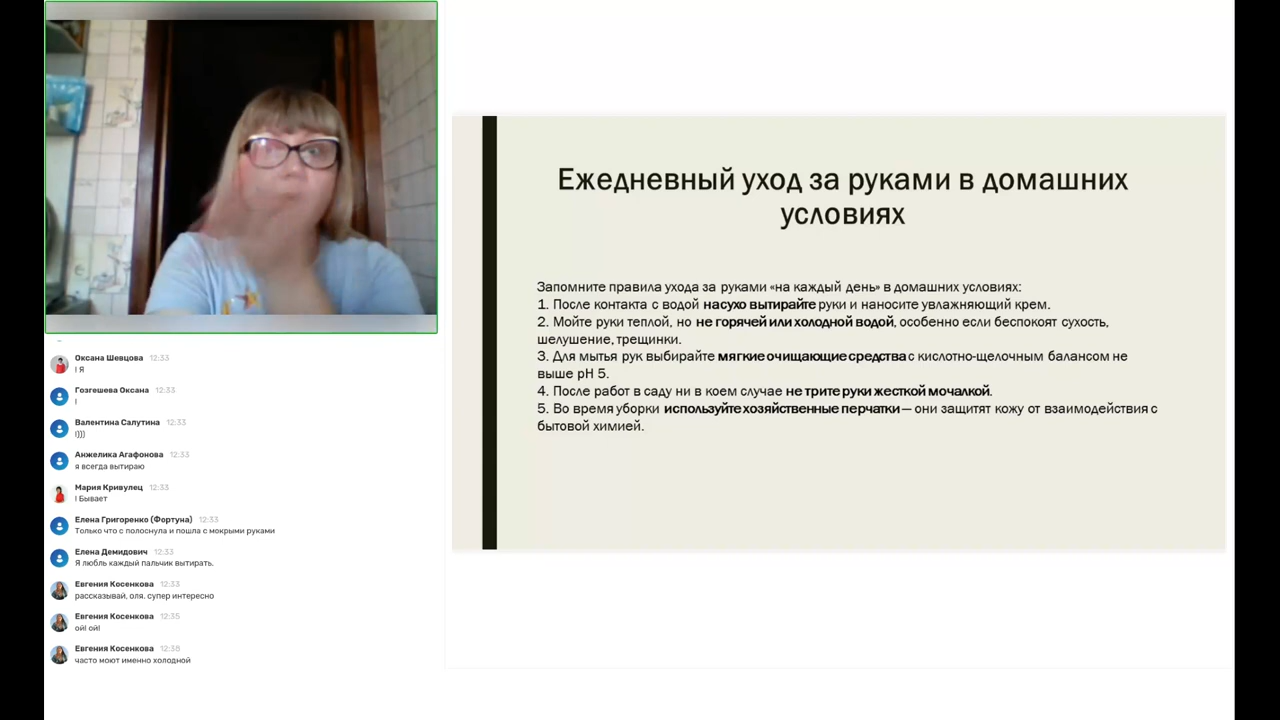 Ежедневный уход за руками в домашних
условиях
Запомните правила ухода за руками «на каждый день» в домашних условиях:
1. После контакта с водой насухо вытирайте руки и наносите увлажняющий крем.
2. Мойте руки теплой, но не горячей или холодной водой, особенно если беспокоят сухость,
шелушение, трещинки.
3. Для мытья рук выбирайте мягкие очищающие средства с кислотно-щелочным балансом не
выше pH 5.
4. После работ в саду ни в коем случае не трите руки жесткой мочалкой.
5. Во время уборки используйте хозяйственные перчатки — они защитят кожу от взаимодействия с
бытовой химией.
Оксана Шевцова 12:33
! Я
Гозгешева Оксана 12:33
!
Валентина Салутина 12:33
!)))
Анжелика Агафонова 12:33
я всегда вытираю
Мария Кривулец 12:33
! Бывает
Елена Григоренко (Фортуна) 12:33
Только что с полоснула и пошла с мокрыми руками
Елена Демидович 12:33
Я любль каждый пальчик вытирать.
Евгения Косенкова 12:33
рассказывай, оля. супер интересно
Евгения Косенкова 12:35
ой! ой!
Евгения Косенкова 12:38
часто моют именно холодной